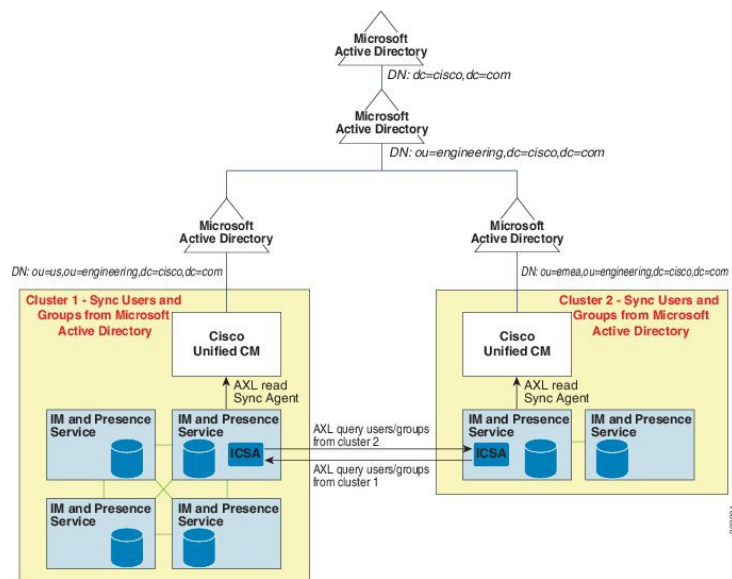 Microsoft
Active Directory
DN: dc=cisco,dc=com
Microsoft
Active Directory
DN: ou=engineering,dc=cisco,dc=com
Microsoft
Active Directory
Microsoft
Active Directory
DN: ou=us,ou=engineering,dc=cisco,dc=com
DN: ou=emea,ou=engineering,dc=cisco,dc=com
Cluster 1 - Sync Users and
Groups from Microsoft
Active Directory
Cisco
Unified CM
AXL read
Sync Agent
IM and Presence
Service
IM and Presence
Service
ICSA
IM and Presence
Service
IM and Presence
Service
AXL query users/groups
from cluster 2
AXL query users/groups
from cluster 1
Cluster 2 - Sync Users and
Groups from Microsoft
Active Directory
Cisco
Unified CM
AXL read
Sync Agent
IM and Presence
Service
ICSA
IM and Presence
Service